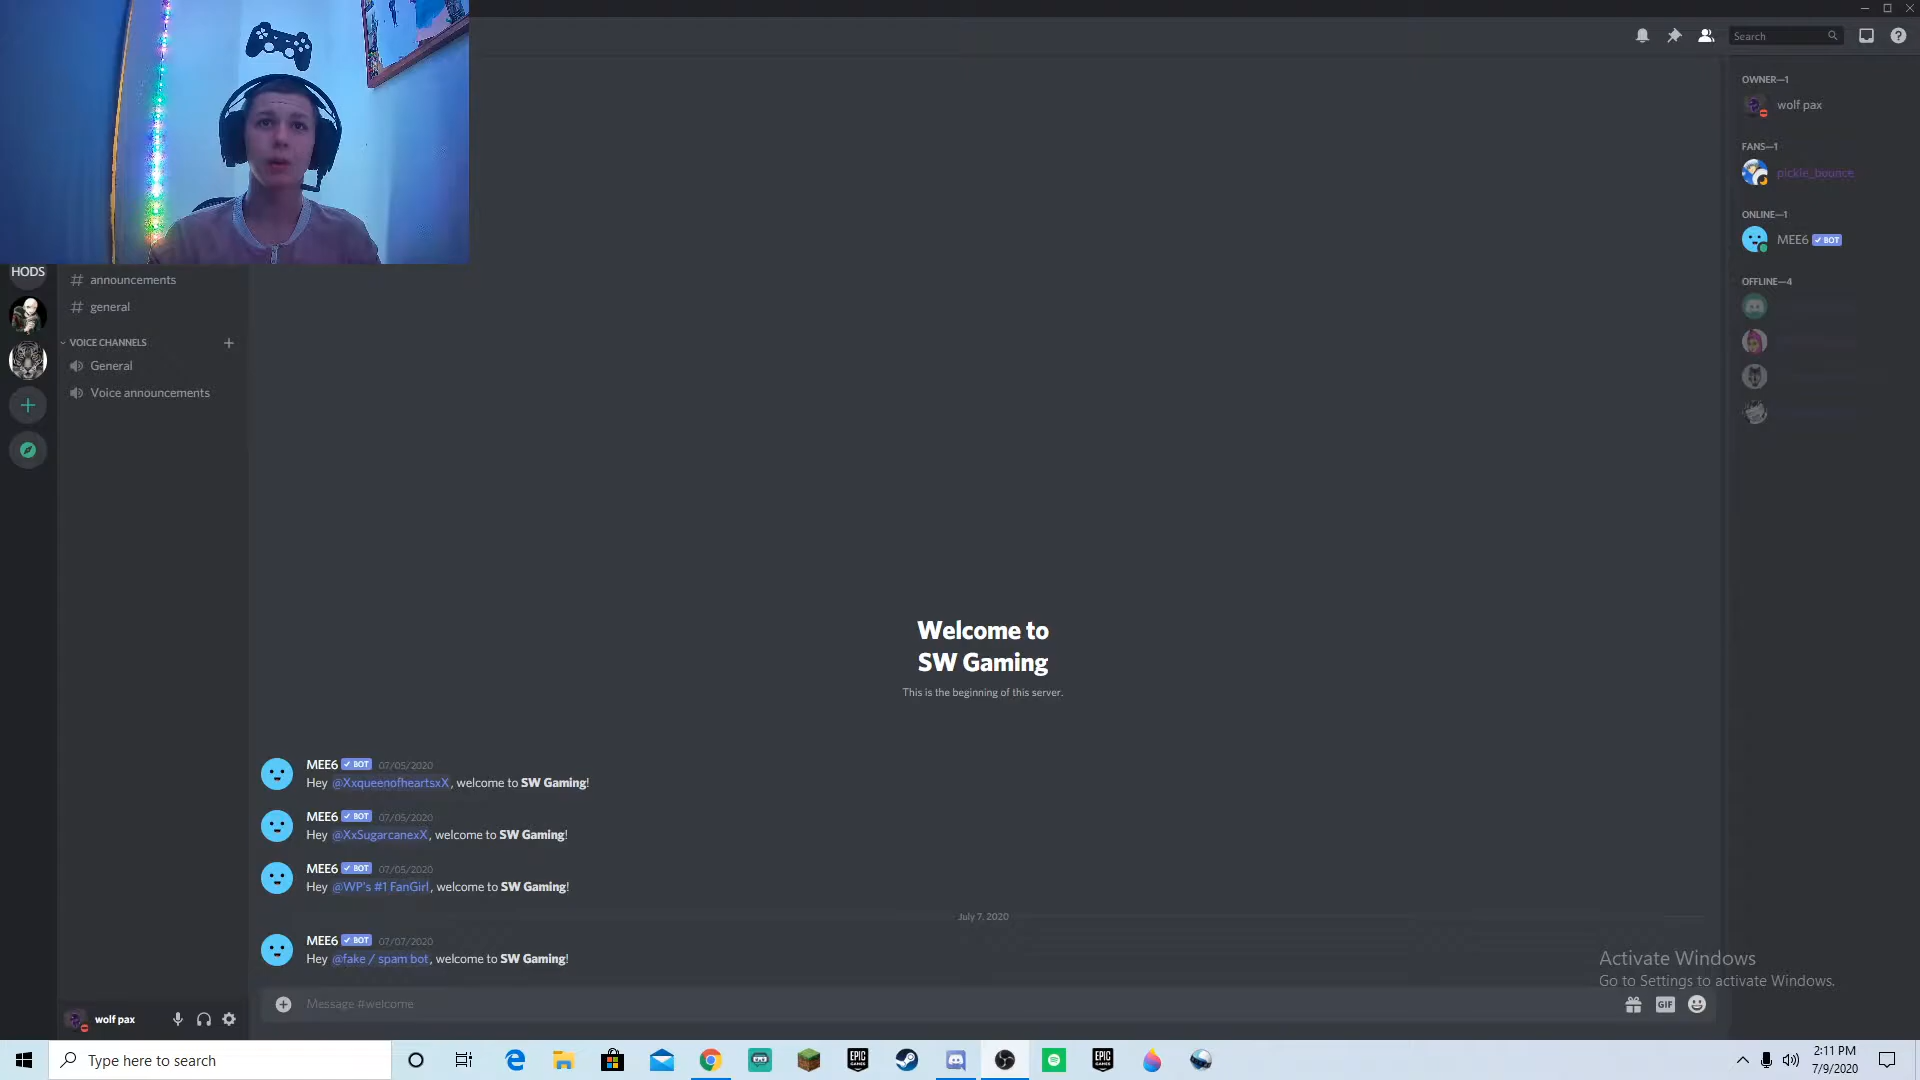 Search
OWNER—1
wolf pax
FANS—1
pickle_bounce
ONLINE—1
MEE6 BOT
OFFLINE—4
HODS
announcements
general
VOICE CHANNELS
General
Voice announcements
Welcome to
SW Gaming
This is the beginning of this server.
MEE6 BOT 07/05/2020
Hey @XxqueenofheartsxX, welcome to SW Gaming!
MEE6 BOT 07/05/2020
Hey @XxSugarcanexX, welcome to SW Gaming!
MEE6 BOT 07/05/2020
Hey @WP's #1 FanGirl, welcome to SW Gaming!
July 7, 2020
MEE6 BOT 07/07/2020
Hey @fake / spam bot, welcome to SW Gaming!
Activate Windows
Go to Settings to activate Windows.
Message #welcome
GIF
wolf pax
Type here to search
EPIC GAMES
EPIC GAMES
2:11 PM
7/9/2020